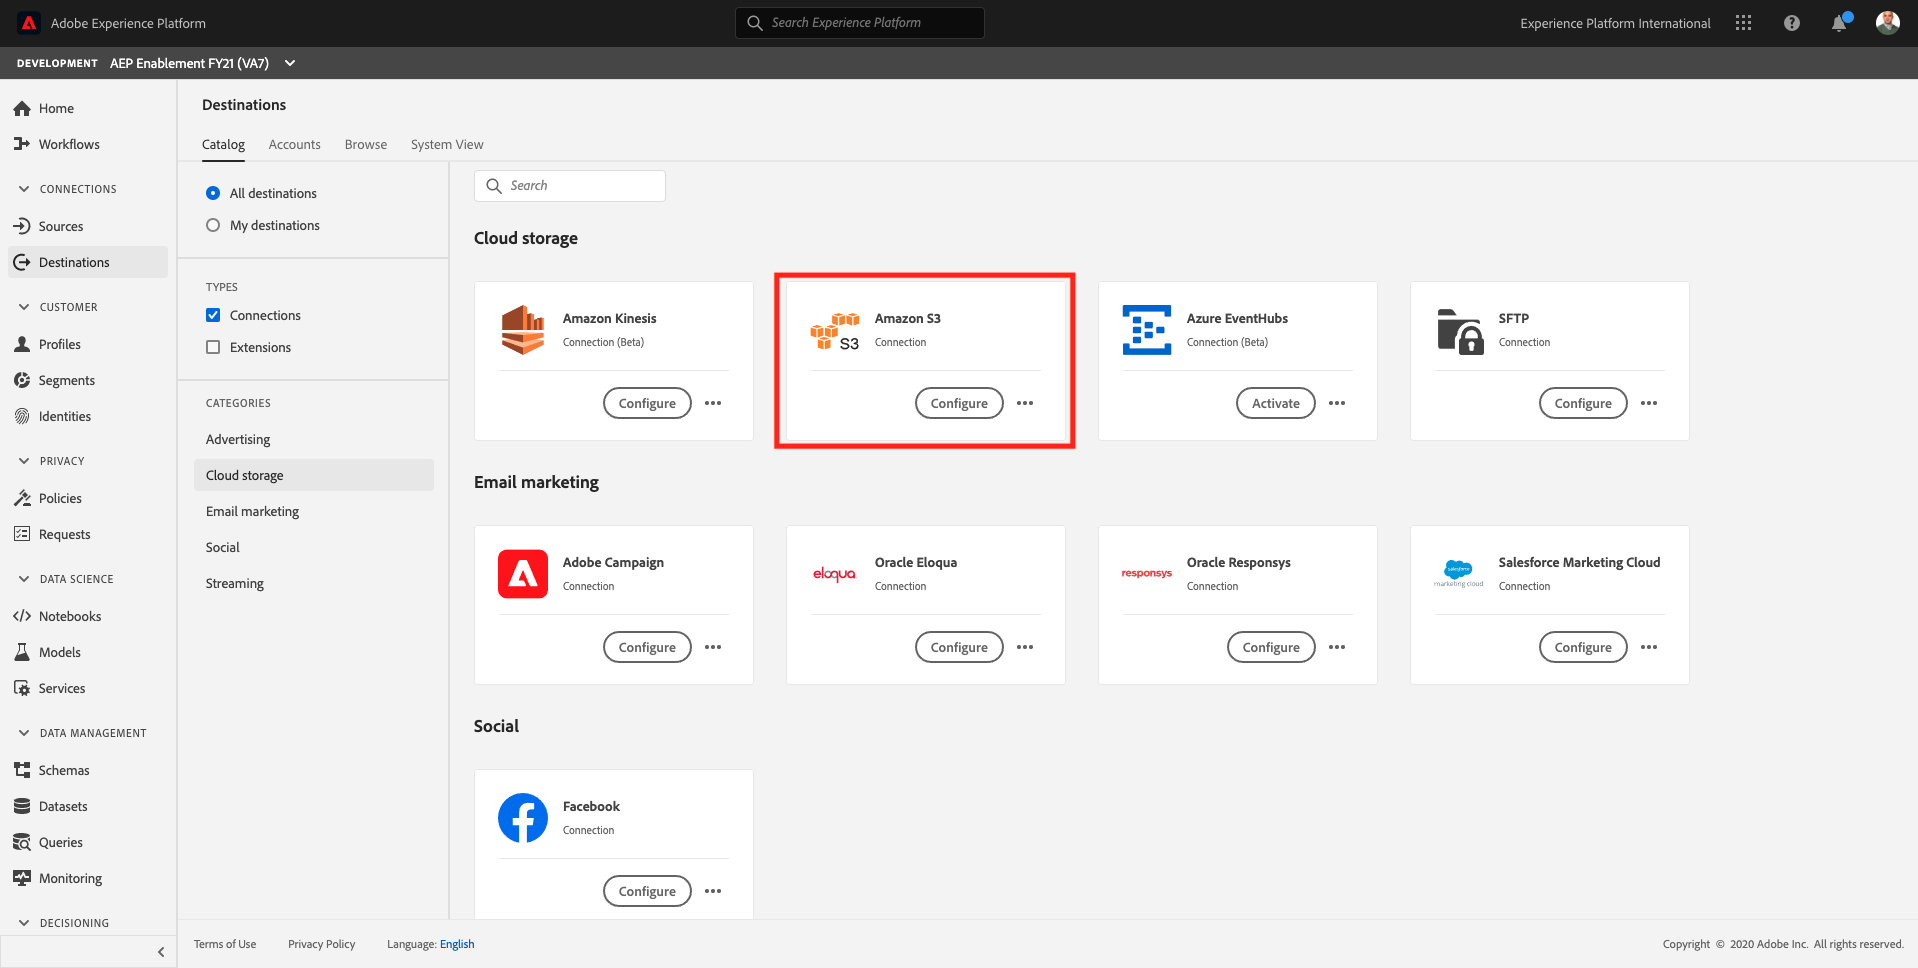 Adobe Experience Platform
Search Experience Platform
Experience Platform International
DEVELOPMENT AEP Enablement FY21 (VA7)
Home
Workflows
CONNECTIONS
Sources
Destinations
CUSTOMER
Profiles
Segments
Identities
PRIVACY
Policies
Requests
DATA SCIENCE
Notebooks
Models
Services
DATA MANAGEMENT
Schemas
Datasets
Queries
Monitoring
DECISIONING
Destinations
Catalog Accounts Browse System View
All destinations
My destinations
TYPES
Connections
Extensions
CATEGORIES
Advertising
Cloud storage
Email marketing
Social
Streaming
Search
Cloud storage
Amazon Kinesis
Connection (Beta)
Configure
S3
Amazon S3
Connection
Configure
Azure EventHubs
Connection (Beta)
Activate
SFTP
Connection
Configure
Email marketing
Adobe Campaign
Connection
Configure
eloqua
Oracle Eloqua
Connection
Configure
responsys
Oracle Responsys
Connection
Configure
salesforce
marketing cloud
Salesforce Marketing Cloud
Connection
Configure
Social
Facebook
Connection
Configure
Terms of Use Privacy Policy Language: English
Copyright © 2020 Adobe Inc. All rights reserved.